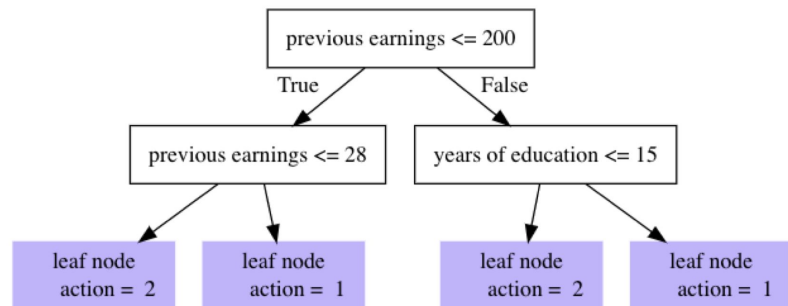 previous earnings <= 200
True
False
previous earnings <= 28
years of education <= 15
leaf node
action = 2
leaf node
action = 1
leaf node
action = 2
leaf node
action = 1